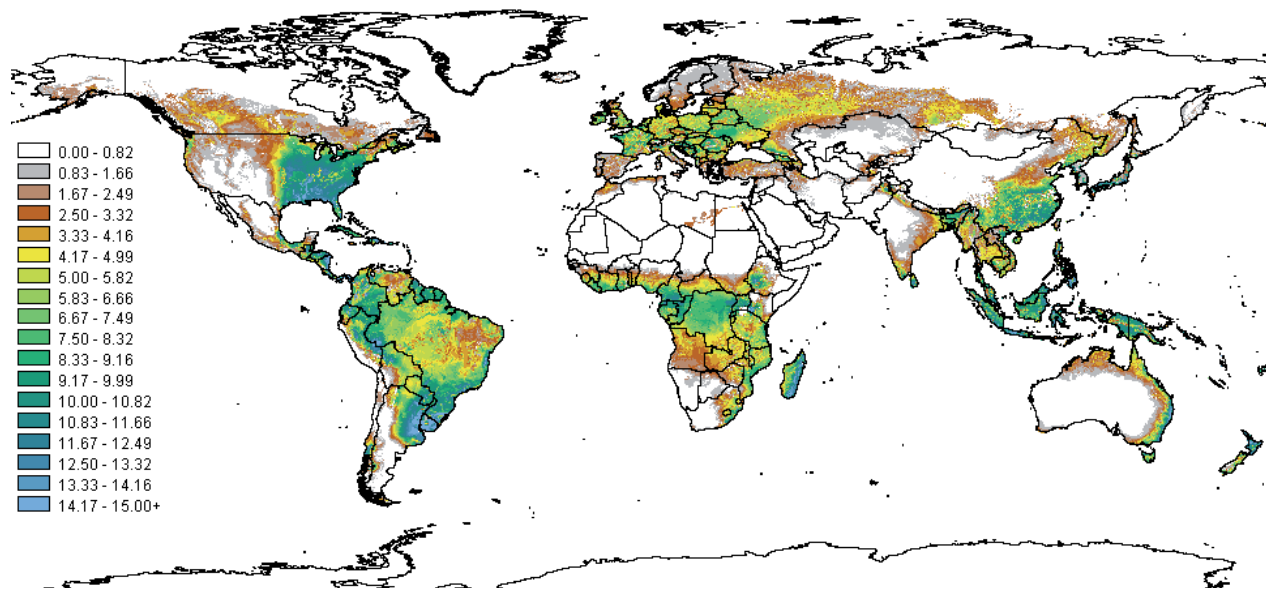 0.00 - 0.82
0.83 - 1.66
1.67 - 2.49
2.50 - 3.32
3.33 - 4.16
4.17 - 4.99
5.00 - 5.82
5.83 - 6.66
6.67 - 7.49
7.50 - 8.32
8.33 - 9.16
9.17 - 9.99
10.00 - 10.82
10.83 - 11.66
11.67 - 12.49
12.50 - 13.32
13.33 - 14.16
14.17 - 15.00+